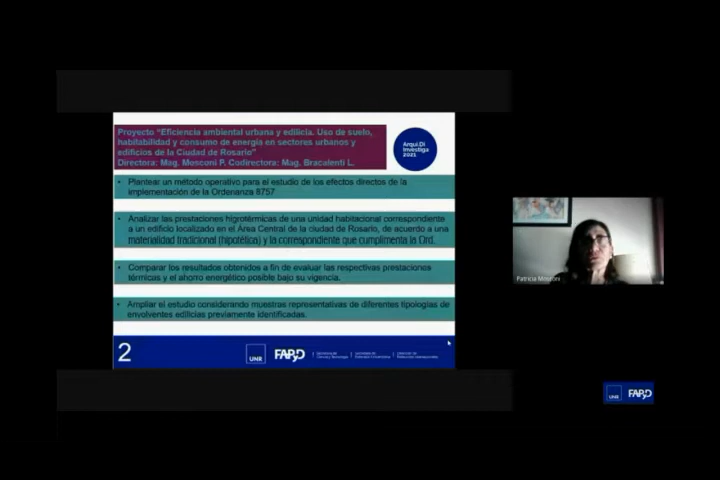 Proyecto "Eficiencia ambiental urbana y edilicia. Uso de suelo,
habitabilidad y consumo de energía en sectores urbanos y
edificios de la Ciudad de Rosario"
Directora: Mag. Mosconi P. Codirectora: Mag. Bracalenti L.
Arqui.Di
Investiga
2021
• Plantear un método operativo para el estudio de los efectos directos de la
implementación de la Ordenanza 8757
• Analizar las prestaciones higrotérmicas de una unidad habitacional correspondiente
a un edificio localizado en el Área Central de la ciudad de Rosario, de acuerdo a una
materialidad tradicional (hipotética) y la correspondiente que cumplimenta la Ord.
• Comparar los resultados obtenidos a fin de evaluar las respectivas prestaciones
térmicas y el ahorro energético posible bajo su vigencia.
• Ampliar el estudio considerando muestras representativas de diferentes tipologías de
envolventes edilicias previamente identificadas.
2
UNR
FAPyD
Patricia Mosconi
UNR
FAPyD